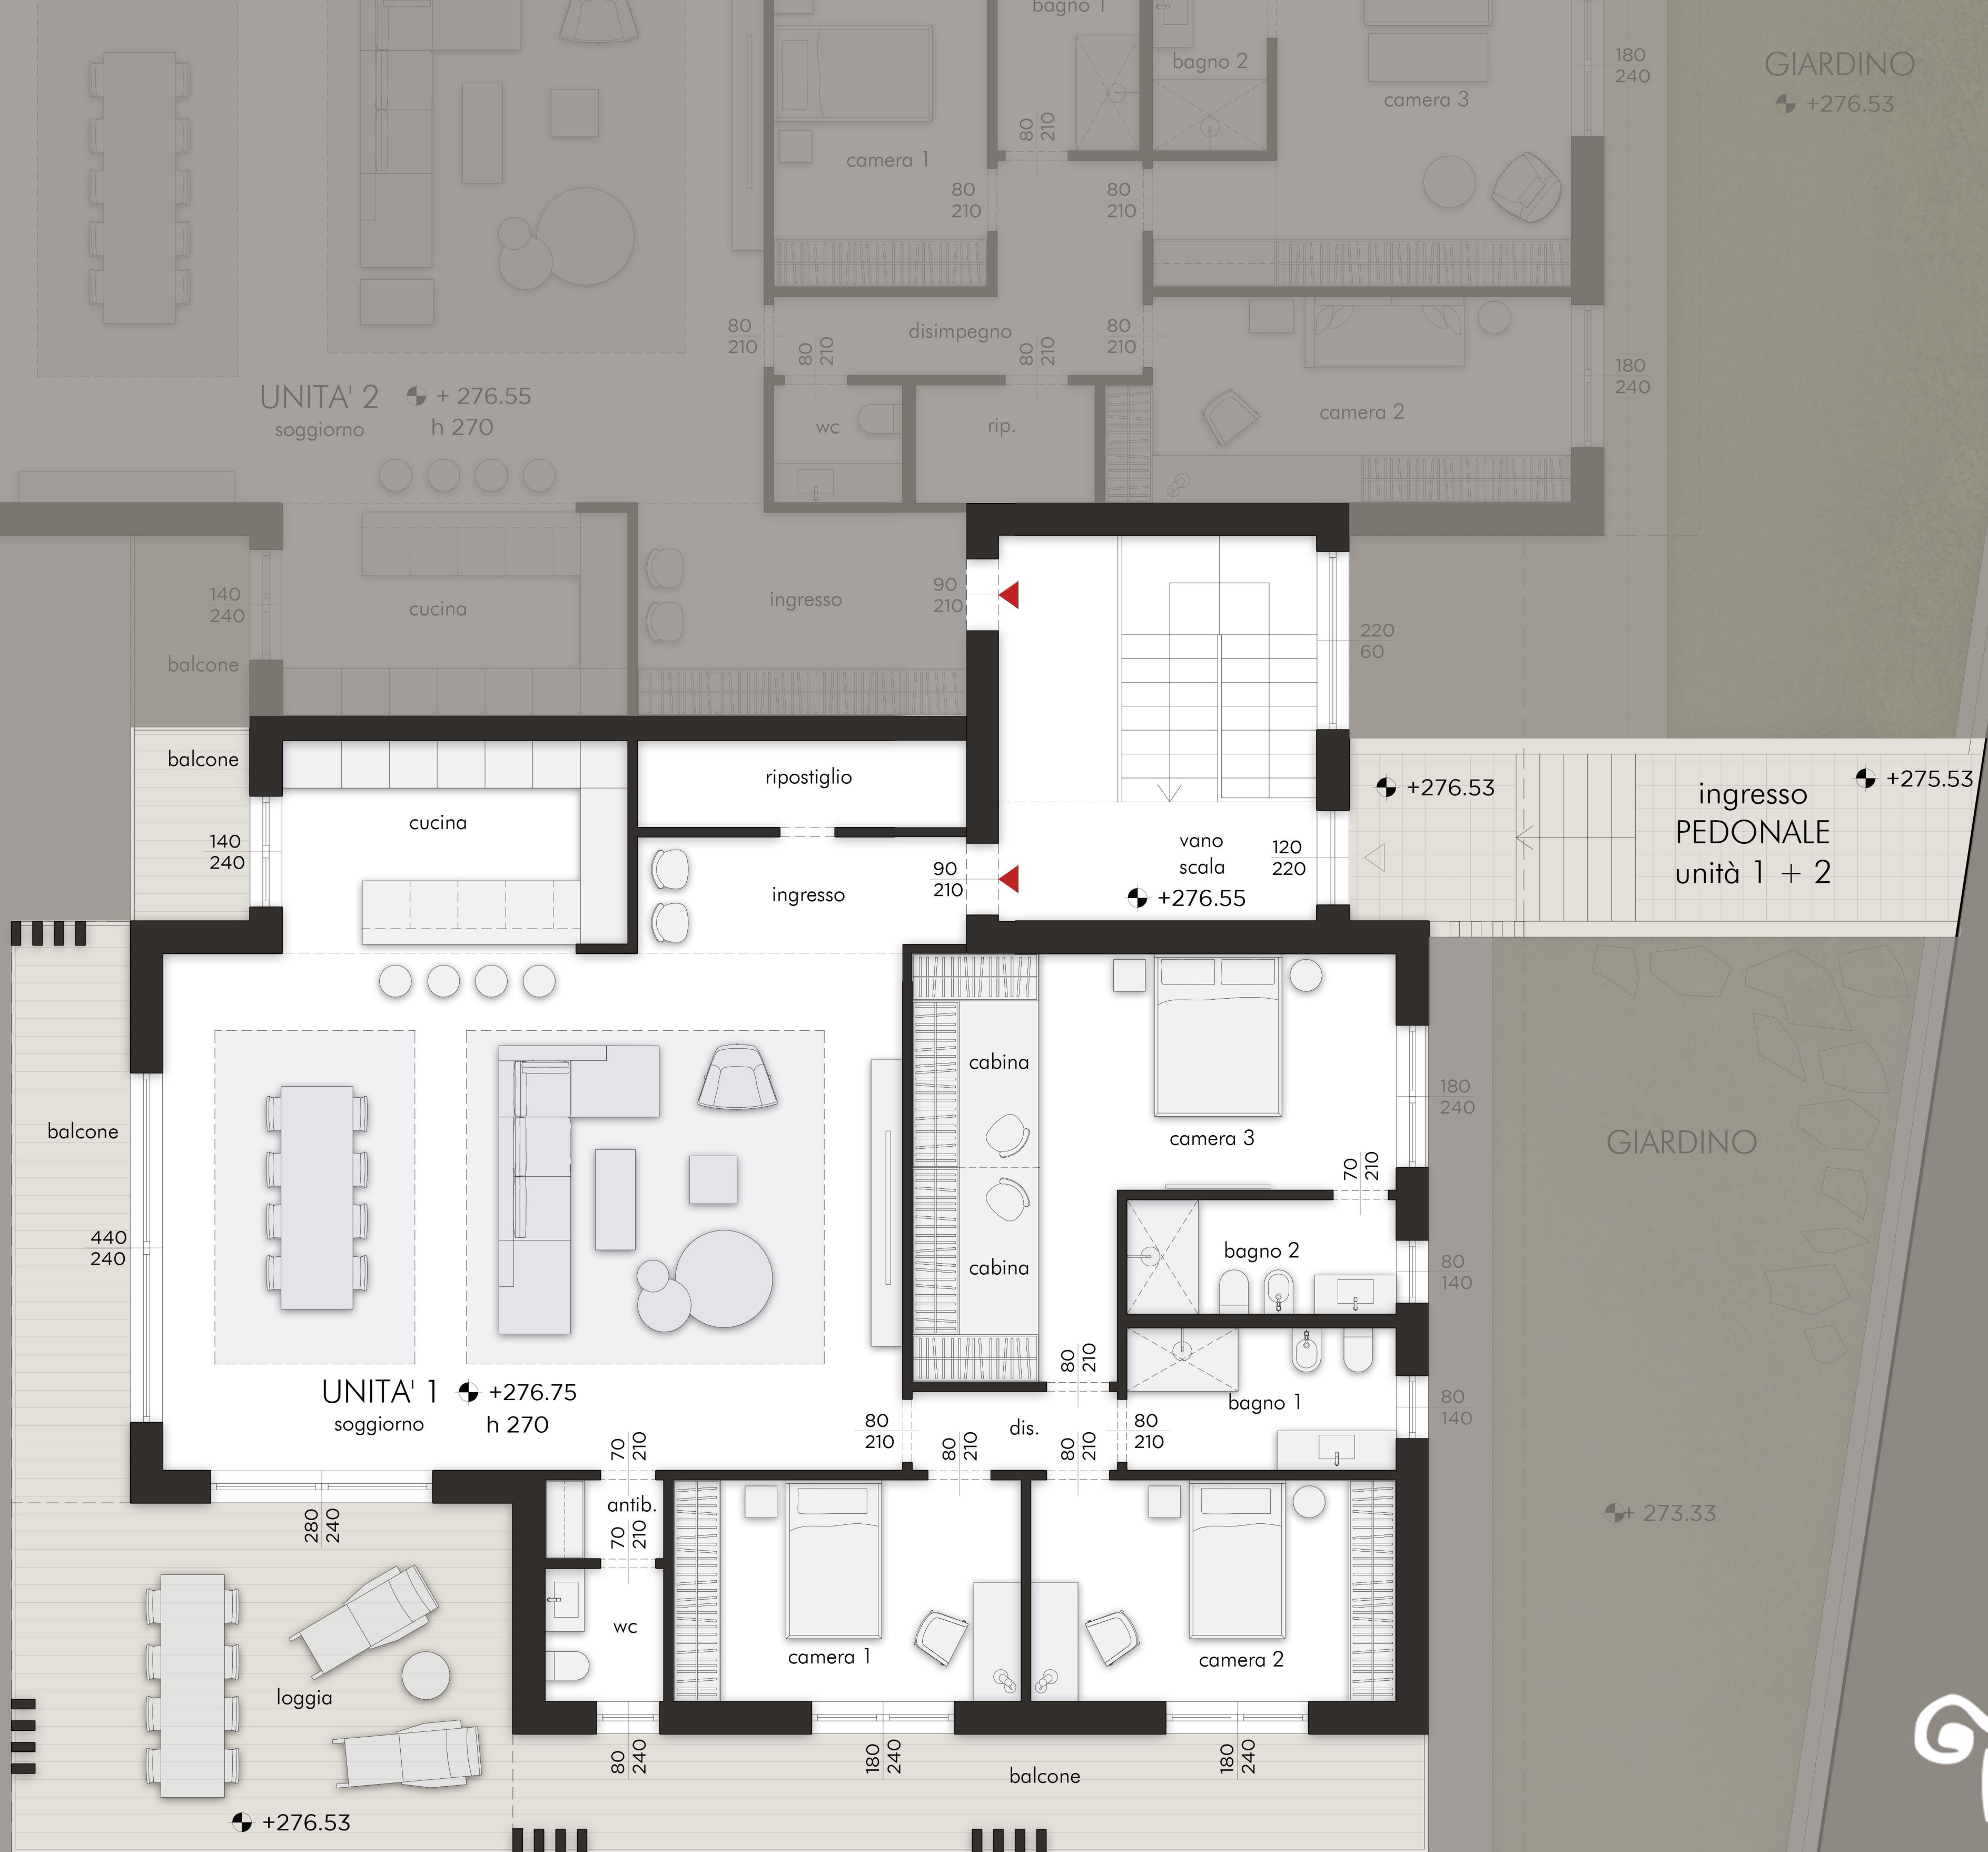 bagno 1
bagno 2
180
240
GIARDINO
+276.53
camera 3
80
210
camera 1
80
210
80
210
80
210
80
210
disimpegno
80
210
80
210
180
240
UNITA' 2
+ 276.55
soggiorno
h 270
wc
rip.
camera 2
140
240
cucina
ingresso
90
210
220
60
balcone
balcone
ripostiglio
+276.53
ingresso
PEDONALE
unità 1 + 2
+275.53
cucina
140
240
vano
scala
120
220
90
210
ingresso
+276.55
cabina
180
240
balcone
camera 3
GIARDINO
70
210
440
240
bagno 2
80
140
cabina
80
210
UNITA' 1
+276.75
soggiorno
h 270
bagno 1
80
140
80
210
dis.
80
210
70
210
80
210
80
210
antib.
280
240
70
210
+ 273.33
wc
camera 1
camera 2
loggia
80
240
180
240
180
240
balcone
+276.53